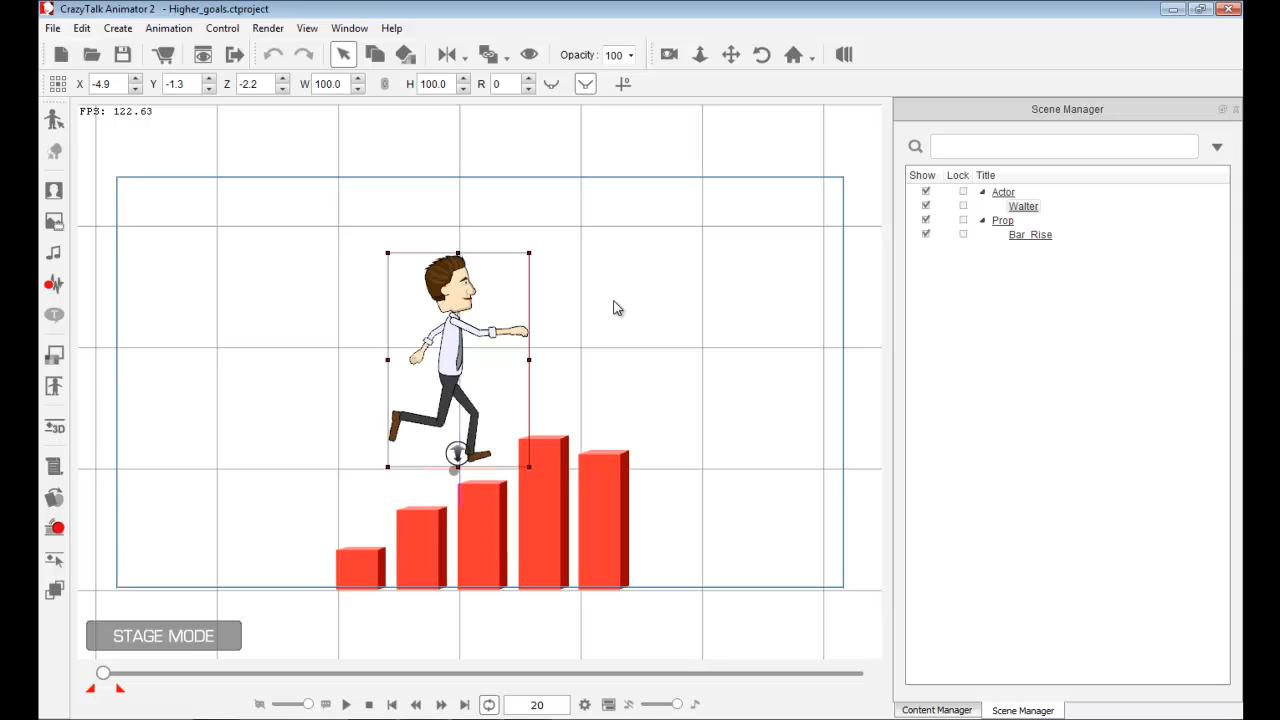 CrazyTalk Animator 2 - Higher_goals.ctproject
File Edit Create Animation Control Render View Window Help
Opacity: 100
X -4.9 Y -1.3 Z -2.2 W 100.0 H 100.0 R 0
FPS: 122.63
Scene Manager
Show Lock Title
Actor
Walter
Prop
Bar_Rise
T
3D
STAGE MODE
20
Content Manager Scene Manager